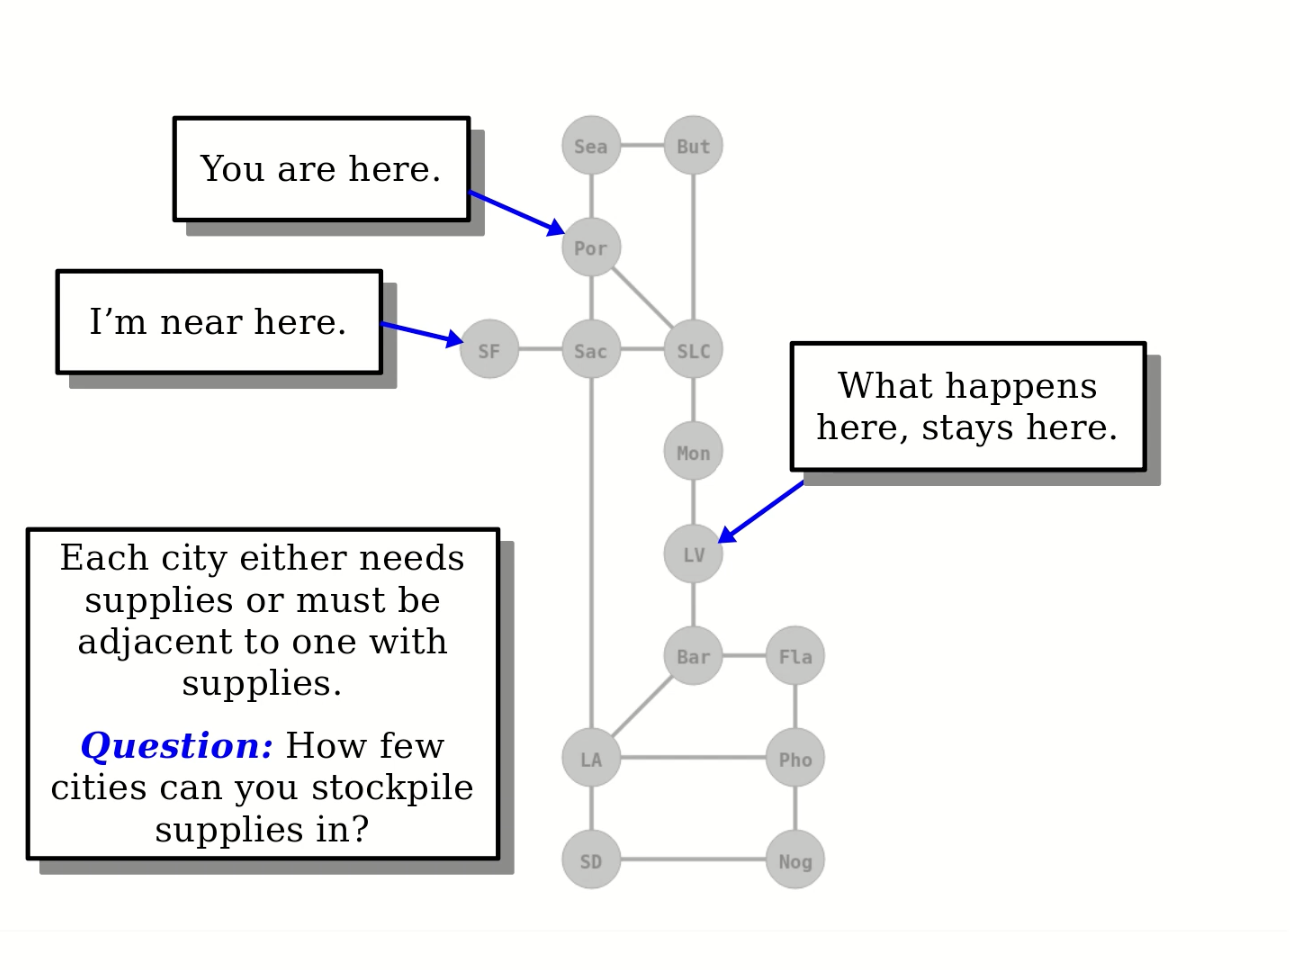 You are here.
I’m near here.
What happens
here, stays here.
Each city either needs
supplies or must be
adjacent to one with
supplies.
Question: How few
cities can you stockpile
supplies in?
Sea
But
Por
SF
Sac
SLC
Mon
LV
Bar
Fla
LA
Pho
SD
Nog